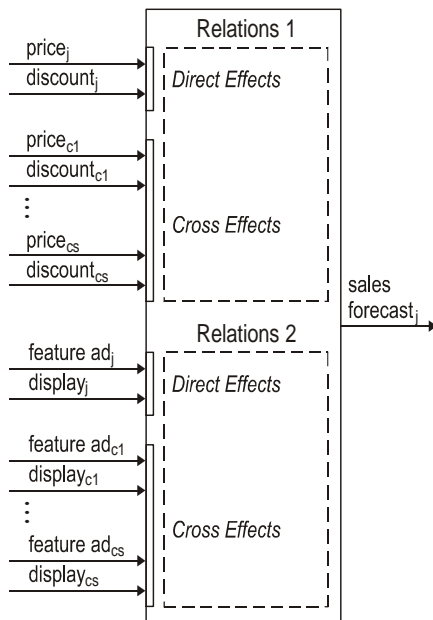 Relations 1
price_j
discount_j
Direct Effects
price_c1
discount_c1
⋮
Cross Effects
price_cs
discount_cs
sales
forecast_j
Relations 2
feature ad_j
display_j
Direct Effects
feature ad_c1
display_c1
⋮
Cross Effects
feature ad_cs
display_cs